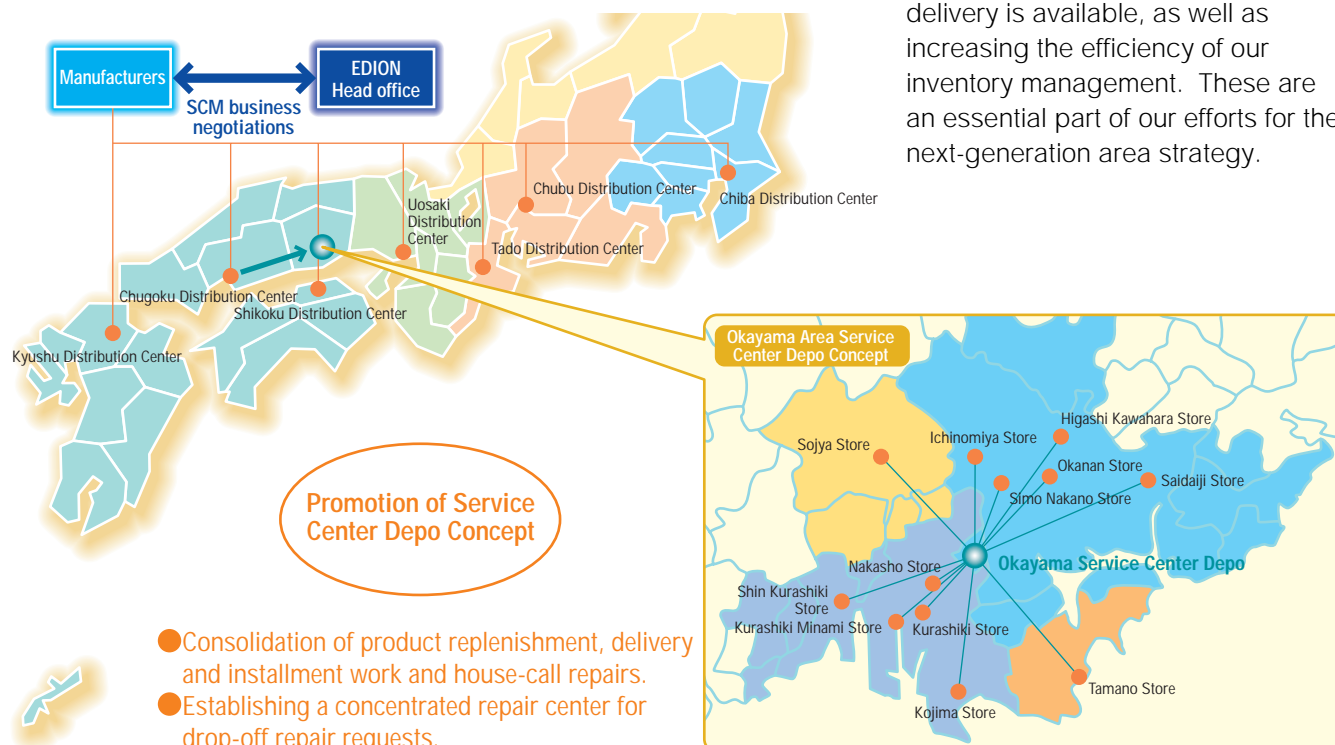 delivery is available, as well as
increasing the efficiency of our
inventory management.  These are
an essential part of our efforts for the
next-generation area strategy.
Manufacturers
EDION
Head office
SCM business
negotiations
Chubu Distribution Center
Chiba Distribution Center
Uosaki
Distribution
Center
Tado Distribution Center
Chugoku Distribution Center
Shikoku Distribution Center
Kyushu Distribution Center
Promotion of Service
Center Depo Concept
●Consolidation of product replenishment, delivery
and installment work and house-call repairs.
●Establishing a concentrated repair center for
drop-off repair requests.
Okayama Area Service
Center Depo Concept
Higashi Kawahara Store
Sojya Store
Ichinomiya Store
Okanan Store
Saidaiji Store
Simo Nakano Store
Okayama Service Center Depo
Nakasho Store
Shin Kurashiki
Store
Kurashiki Minami Store
Kurashiki Store
Tamano Store
Kojima Store